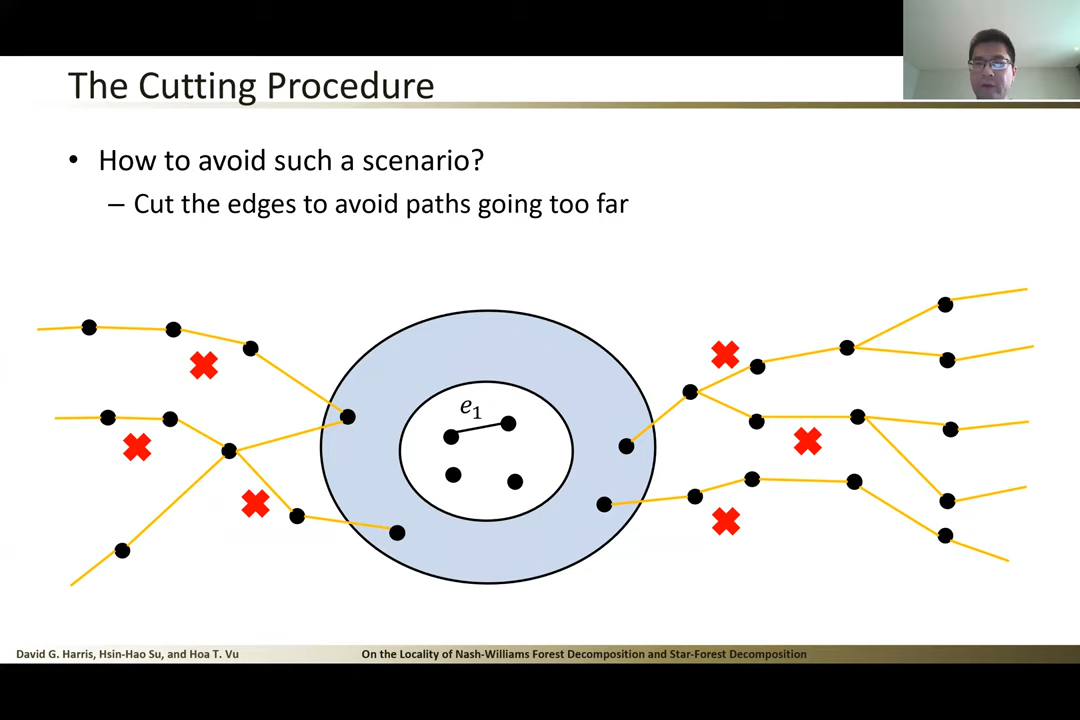 The Cutting Procedure
• How to avoid such a scenario?
– Cut the edges to avoid paths going too far
e₁
David G. Harris, Hsin-Hao Su, and Hoa T. Vu
On the Locality of Nash-Williams Forest Decomposition and Star-Forest Decomposition